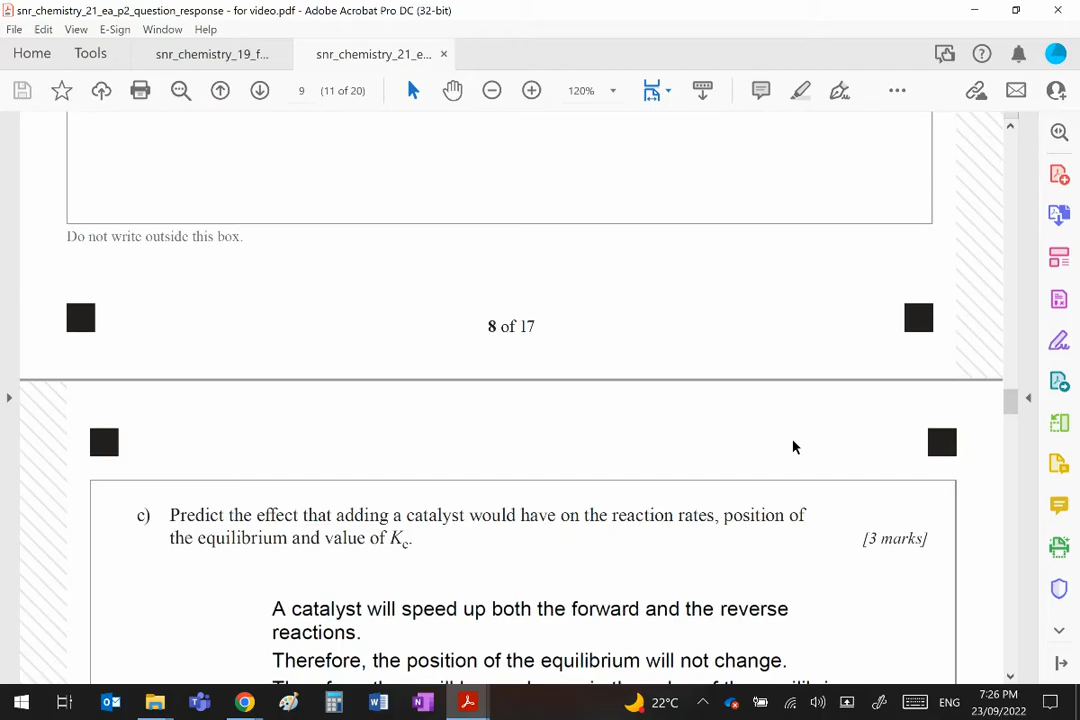 snr_chemistry_21_ea_p2_question_response - for video.pdf - Adobe Acrobat Pro DC (32-bit)
File Edit View E-Sign Window Help
Home Tools snr_chemistry_19_f... snr_chemistry_21_e... ×
9 (11 of 20) 120%
Do not write outside this box.
8 of 17
c) Predict the effect that adding a catalyst would have on the reaction rates, position of
the equilibrium and value of Kc. [3 marks]
A catalyst will speed up both the forward and the reverse
reactions.
Therefore, the position of the equilibrium will not change.
22°C ENG 7:26 PM
23/09/2022